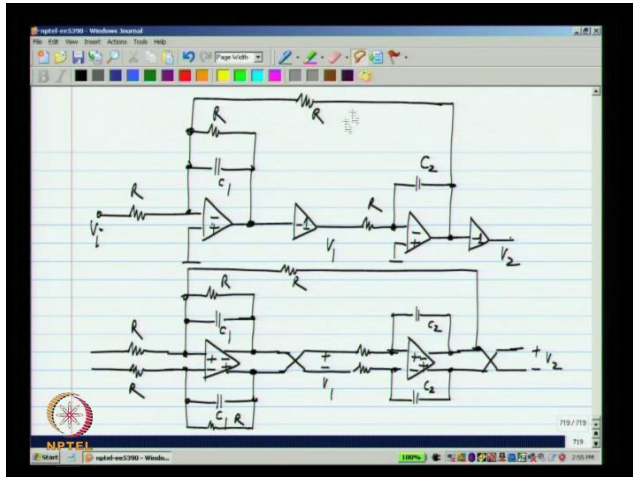 nptel-ee5390 - Windows Journal
File Edit View Insert Actions Tools Help
Page Width
B I
R
R
C1
C2
R
R
-1
-1
Vi
V1
V2
R
R
R
C1
C2
R
V1
+ V2
-
C1 R
C2
R
719 / 719
719
NPTEL
Start
nptel-ee5390 - Windo...
100%
2:55 PM